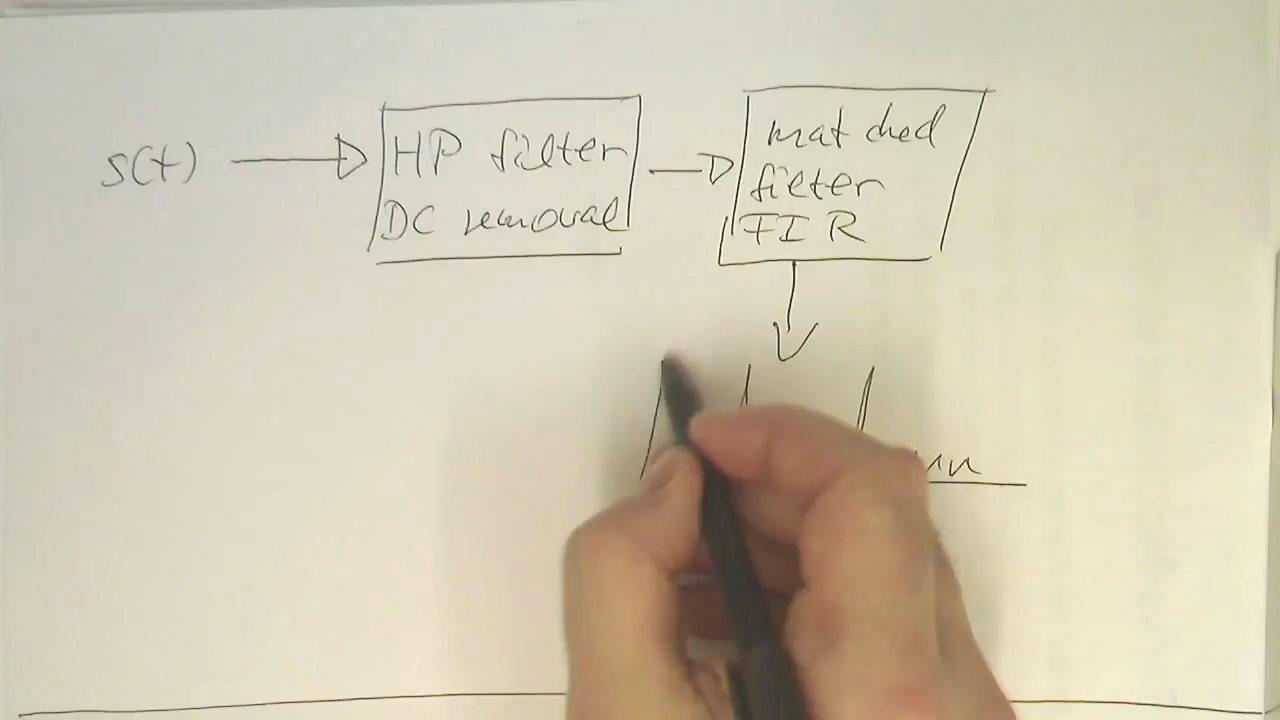 s(t)
HP filter
DC removal
matched
filter
FIR